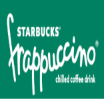 STARBUCKS
frappuccino
chilled coffee drink